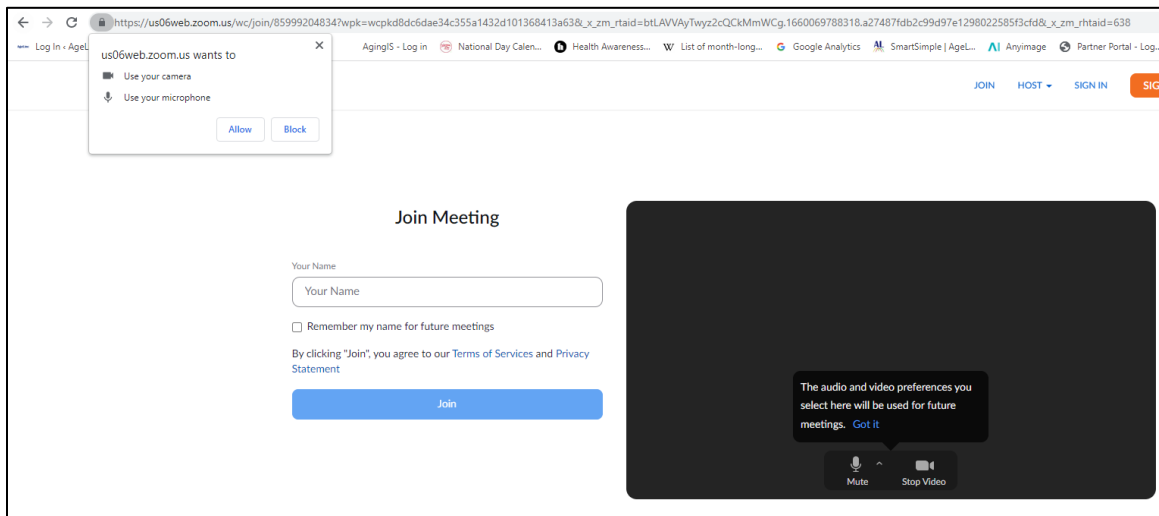 https://us06web.zoom.us/wc/join/85999204834?wpk=wcpkd8dc6dae34c355a1432d101368413a63&_x_zm_rtaid=btLAVVAyTwyz2cQCkMmWCg.1660069788318.a27487fdb2c99d97e1298022585f3cfd&_x_zm_rhtaid=638
Log In ‹ AgeL AgingIS - Log in National Day Calen... Health Awareness... W List of month-long... G Google Analytics AL SmartSimple | AgeL... AI Anyimage Partner Portal - Log...
us06web.zoom.us wants to
Use your camera
Use your microphone
Allow Block
JOIN HOST SIGN IN SIG
Join Meeting
Your Name
Your Name
Remember my name for future meetings
By clicking "Join", you agree to our Terms of Services and Privacy
Statement
Join
The audio and video preferences you
select here will be used for future
meetings. Got it
Mute Stop Video